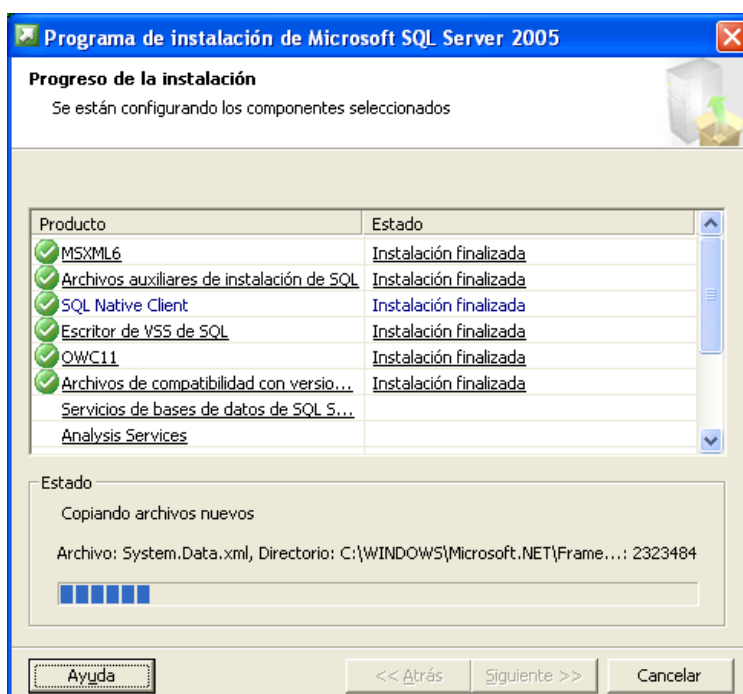 Programa de instalación de Microsoft SQL Server 2005
Progreso de la instalación
Se están configurando los componentes seleccionados
Producto Estado
MSXML6 Instalación finalizada
Archivos auxiliares de instalación de SQL Instalación finalizada
SQL Native Client Instalación finalizada
Escritor de VSS de SQL Instalación finalizada
OWC11 Instalación finalizada
Archivos de compatibilidad con versio... Instalación finalizada
Servicios de bases de datos de SQL S...
Analysis Services
Estado
Copiando archivos nuevos
Archivo: System.Data.xml, Directorio: C:\WINDOWS\Microsoft.NET\Frame...: 2323484
Ayuda << Atrás Siguiente >> Cancelar